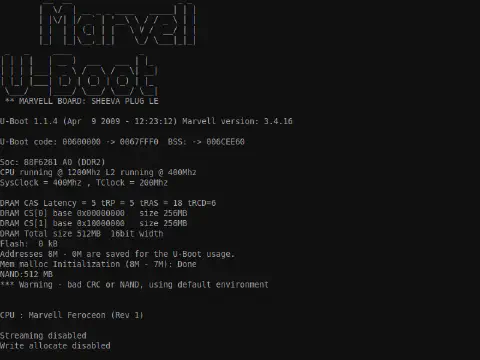 Marvell
U-Boot
** MARVELL BOARD: SHEEVA PLUG LE
U-Boot 1.1.4 (Apr  9 2009 - 12:23:12) Marvell version: 3.4.16
U-Boot code: 00600000 -> 0067FFF0  BSS: -> 006CEE60
Soc: 88F6281 A0 (DDR2)
CPU running @ 1200Mhz L2 running @ 400Mhz
SysClock = 400Mhz , TClock = 200Mhz
DRAM CAS Latency = 5 tRP = 5 tRAS = 18 tRCD=6
DRAM CS[0] base 0x00000000   size 256MB
DRAM CS[1] base 0x10000000   size 256MB
DRAM Total size 512MB  16bit width
Flash:  0 kB
Addresses 8M - 0M are saved for the U-Boot usage.
Mem malloc Initialization (8M - 7M): Done
NAND:512 MB
*** Warning - bad CRC or NAND, using default environment
CPU : Marvell Feroceon (Rev 1)
Streaming disabled
Write allocate disabled